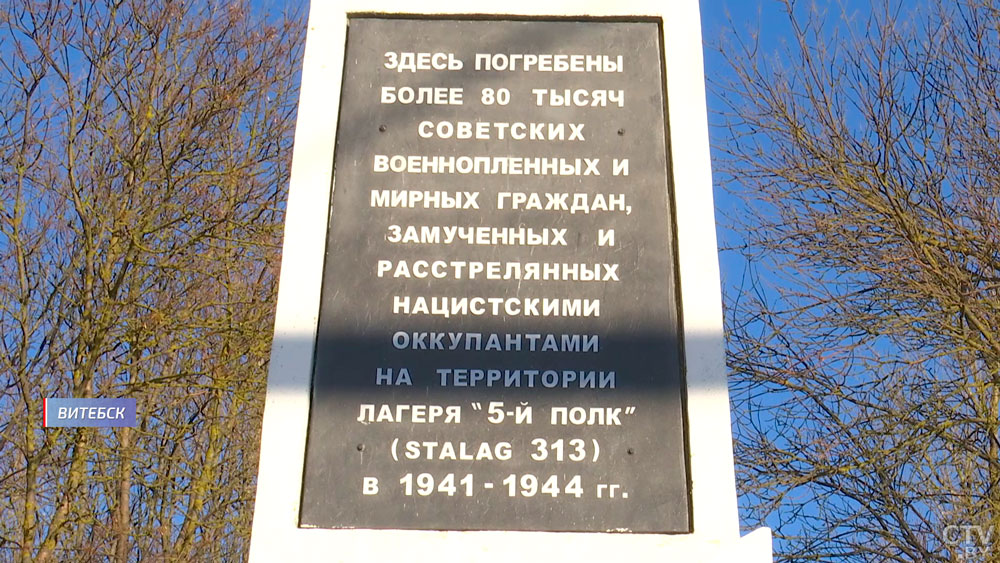 ЗДЕСЬ ПОГРЕБЕНЫ
БОЛЕЕ 80 ТЫСЯЧ
СОВЕТСКИХ
ВОЕННОПЛЕННЫХ И
МИРНЫХ ГРАЖДАН,
ЗАМУЧЕННЫХ И
РАССТРЕЛЯННЫХ
НАЦИСТСКИМИ
ОККУПАНТАМИ
НА ТЕРРИТОРИИ
ЛАГЕРЯ "5-Й ПОЛК"
(STALAG 313)
В 1941 - 1944 ГГ.
ВИТЕБСК
CTV
.BY